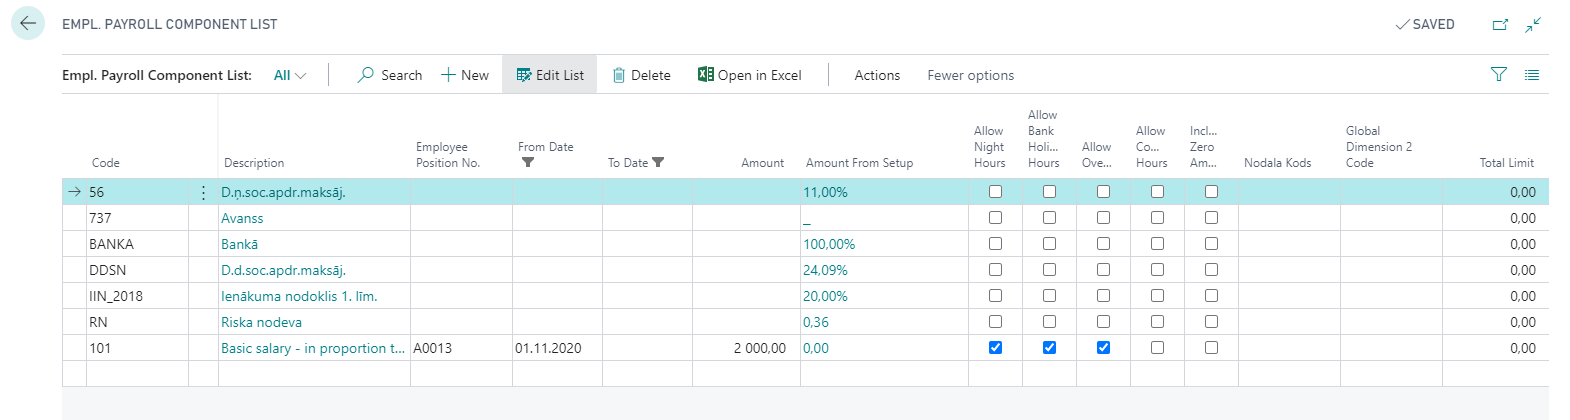 EMPL. PAYROLL COMPONENT LIST
SAVED
Empl. Payroll Component List: All Search New Edit List Delete Open in Excel Actions Fewer options
Code Description Employee Position No. From Date To Date Amount Amount From Setup Allow Night Hours Allow Bank Holi... Hours Allow Ove... Allow Co... Hours Incl... Zero Am... Nodala Kods Global Dimension 2 Code Total Limit
56 D.ņ.soc.apdr.maksāj. 11,00% 0,00
737 Avanss _ 0,00
BANKA Bankā 100,00% 0,00
DDSN D.d.soc.apdr.maksāj. 24,09% 0,00
IIN_2018 Ienākuma nodoklis 1. līm. 20,00% 0,00
RN Riska nodeva 0,36 0,00
101 Basic salary - in proportion t... A0013 01.11.2020 2 000,00 0,00 0,00